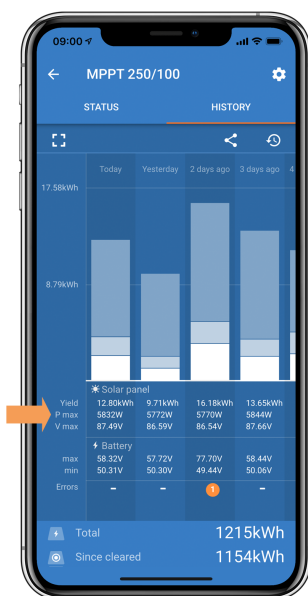 09:00
MPPT 250/100
STATUS HISTORY
Today Yesterday 2 days ago 3 days ago 4
17.58kWh
8.79kWh
Solar panel
Yield 12.80kWh 9.71kWh 16.18kWh 13.65kWh
P max 5832W 5772W 5770W 5844W
V max 87.49V 86.59V 86.54V 87.66V
Battery
max 58.32V 57.72V 77.70V 58.44V
min 50.31V 50.30V 49.44V 50.06V
Errors – – 1 –
Total 1215kWh
Since cleared 1154kWh